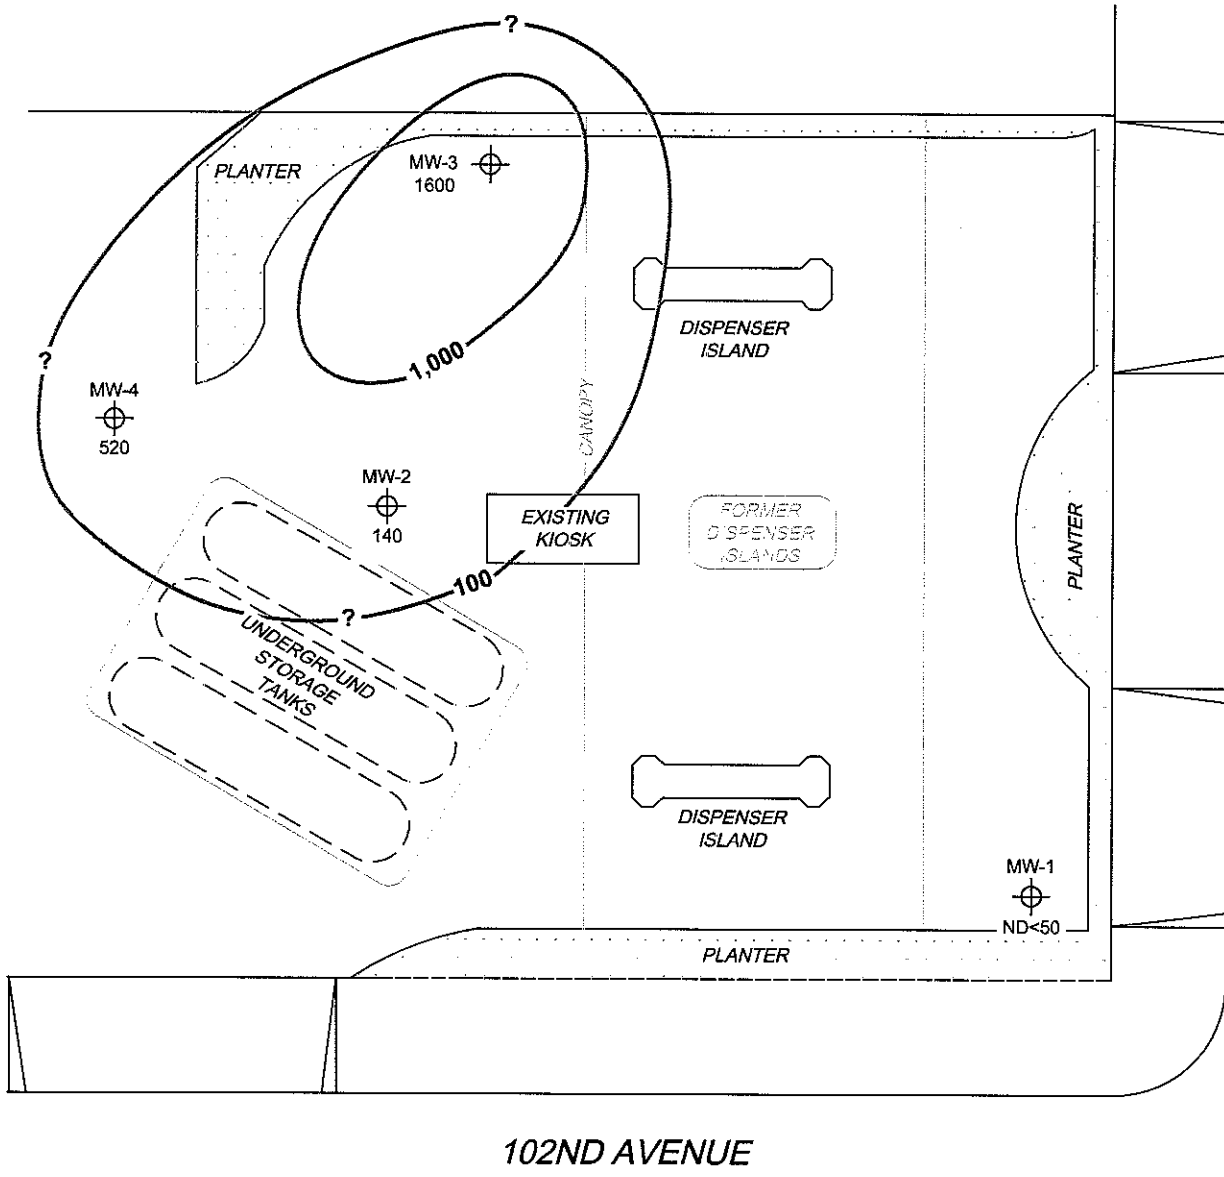 ?
PLANTER
MW-3
1600
DISPENSER
ISLAND
?
1,000
MW-4
520
CANOPY
MW-2
140
EXISTING
KIOSK
FORMER
DISPENSER
ISLANDS
PLANTER
100
?
UNDERGROUND
STORAGE
TANKS
DISPENSER
ISLAND
MW-1
ND<50
PLANTER
102ND AVENUE